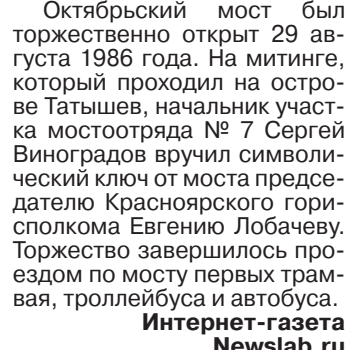 Октябрьский мост был
торжественно открыт 29 ав-
густа 1986 года. На митинге,
который проходил на остро-
ве Татышев, начальник участ-
ка мостоотряда № 7 Сергей
Виноградов вручил символи-
ческий ключ от моста предсе-
дателю Красноярского гори-
сполкома Евгению Лобачеву.
Торжество завершилось про-
ездом по мосту первых трам-
вая, троллейбуса и автобуса.
Интернет-газета
Newslab.ru